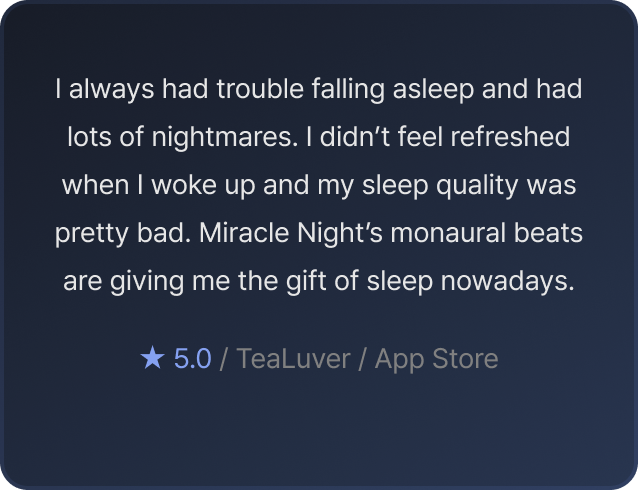 I always had trouble falling asleep and had
lots of nightmares. I didn’t feel refreshed
when I woke up and my sleep quality was
pretty bad. Miracle Night’s monaural beats
are giving me the gift of sleep nowadays.
★ 5.0 / TeaLuver / App Store